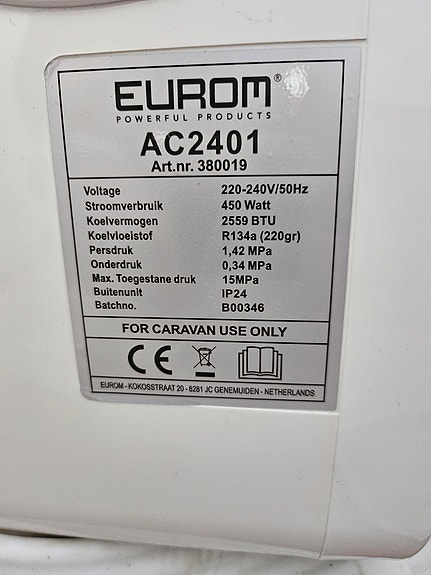 EUROM®
POWERFUL PRODUCTS
AC2401
Art.nr. 380019
Voltage 220-240V/50Hz
Stroomverbruik 450 Watt
Koelvermogen 2559 BTU
Koelvloeistof R134a (220gr)
Persdruk 1,42 MPa
Onderdruk 0,34 MPa
Max. Toegestane druk 15MPa
Buitenunit IP24
Batchno. B00346
FOR CARAVAN USE ONLY
CE
EUROM - KOKOSSTRAAT 20 - 8281 JC GENEMUIDEN - NETHERLANDS